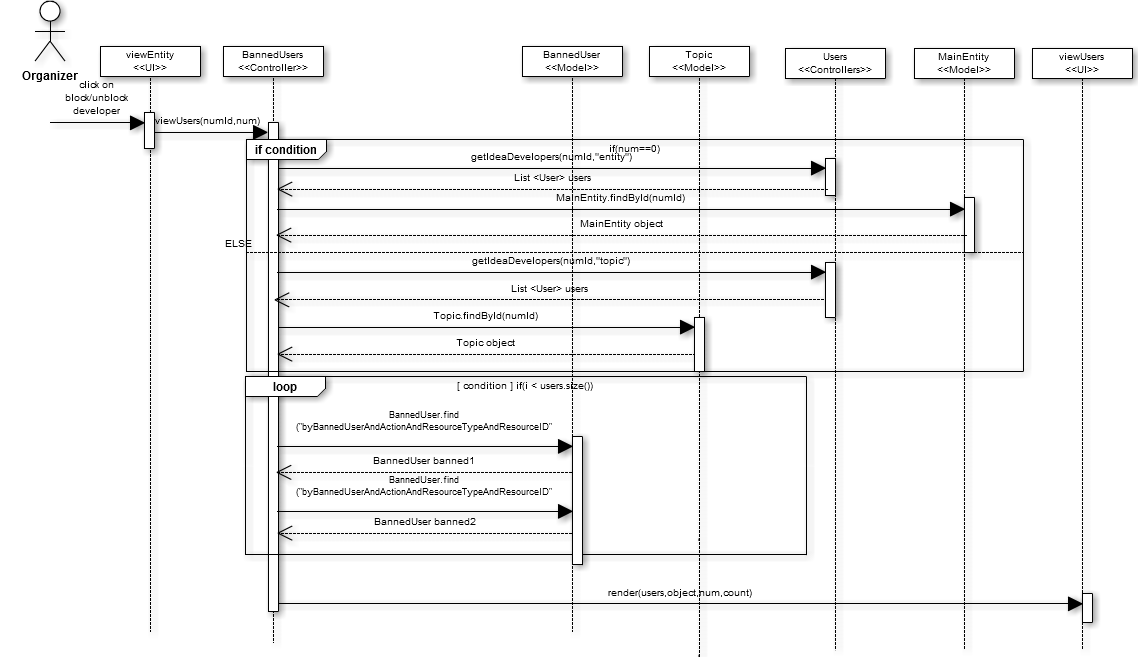 Organizer
viewEntity
<<UI>>
BannedUsers
<<Controller>>
BannedUser
<<Model>>
Topic
<<Model>>
Users
<<Controllers>>
MainEntity
<<Model>>
viewUsers
<<UI>>
click on
block/unblock
developer
viewUsers(numId,num)
if condition
if(num==0)
getIdeaDevelopers(numId,"entity")
List <User> users
MainEntity.findById(numId)
MainEntity object
ELSE
getIdeaDevelopers(numId,"topic")
List <User> users
Topic.findById(numId)
Topic object
loop
[ condition ] if(i < users.size())
BannedUser.find
("byBannedUserAndActionAndResourceTypeAndResourceID"
BannedUser banned1
BannedUser.find
("byBannedUserAndActionAndResourceTypeAndResourceID"
BannedUser banned2
render(users,object,num,count)